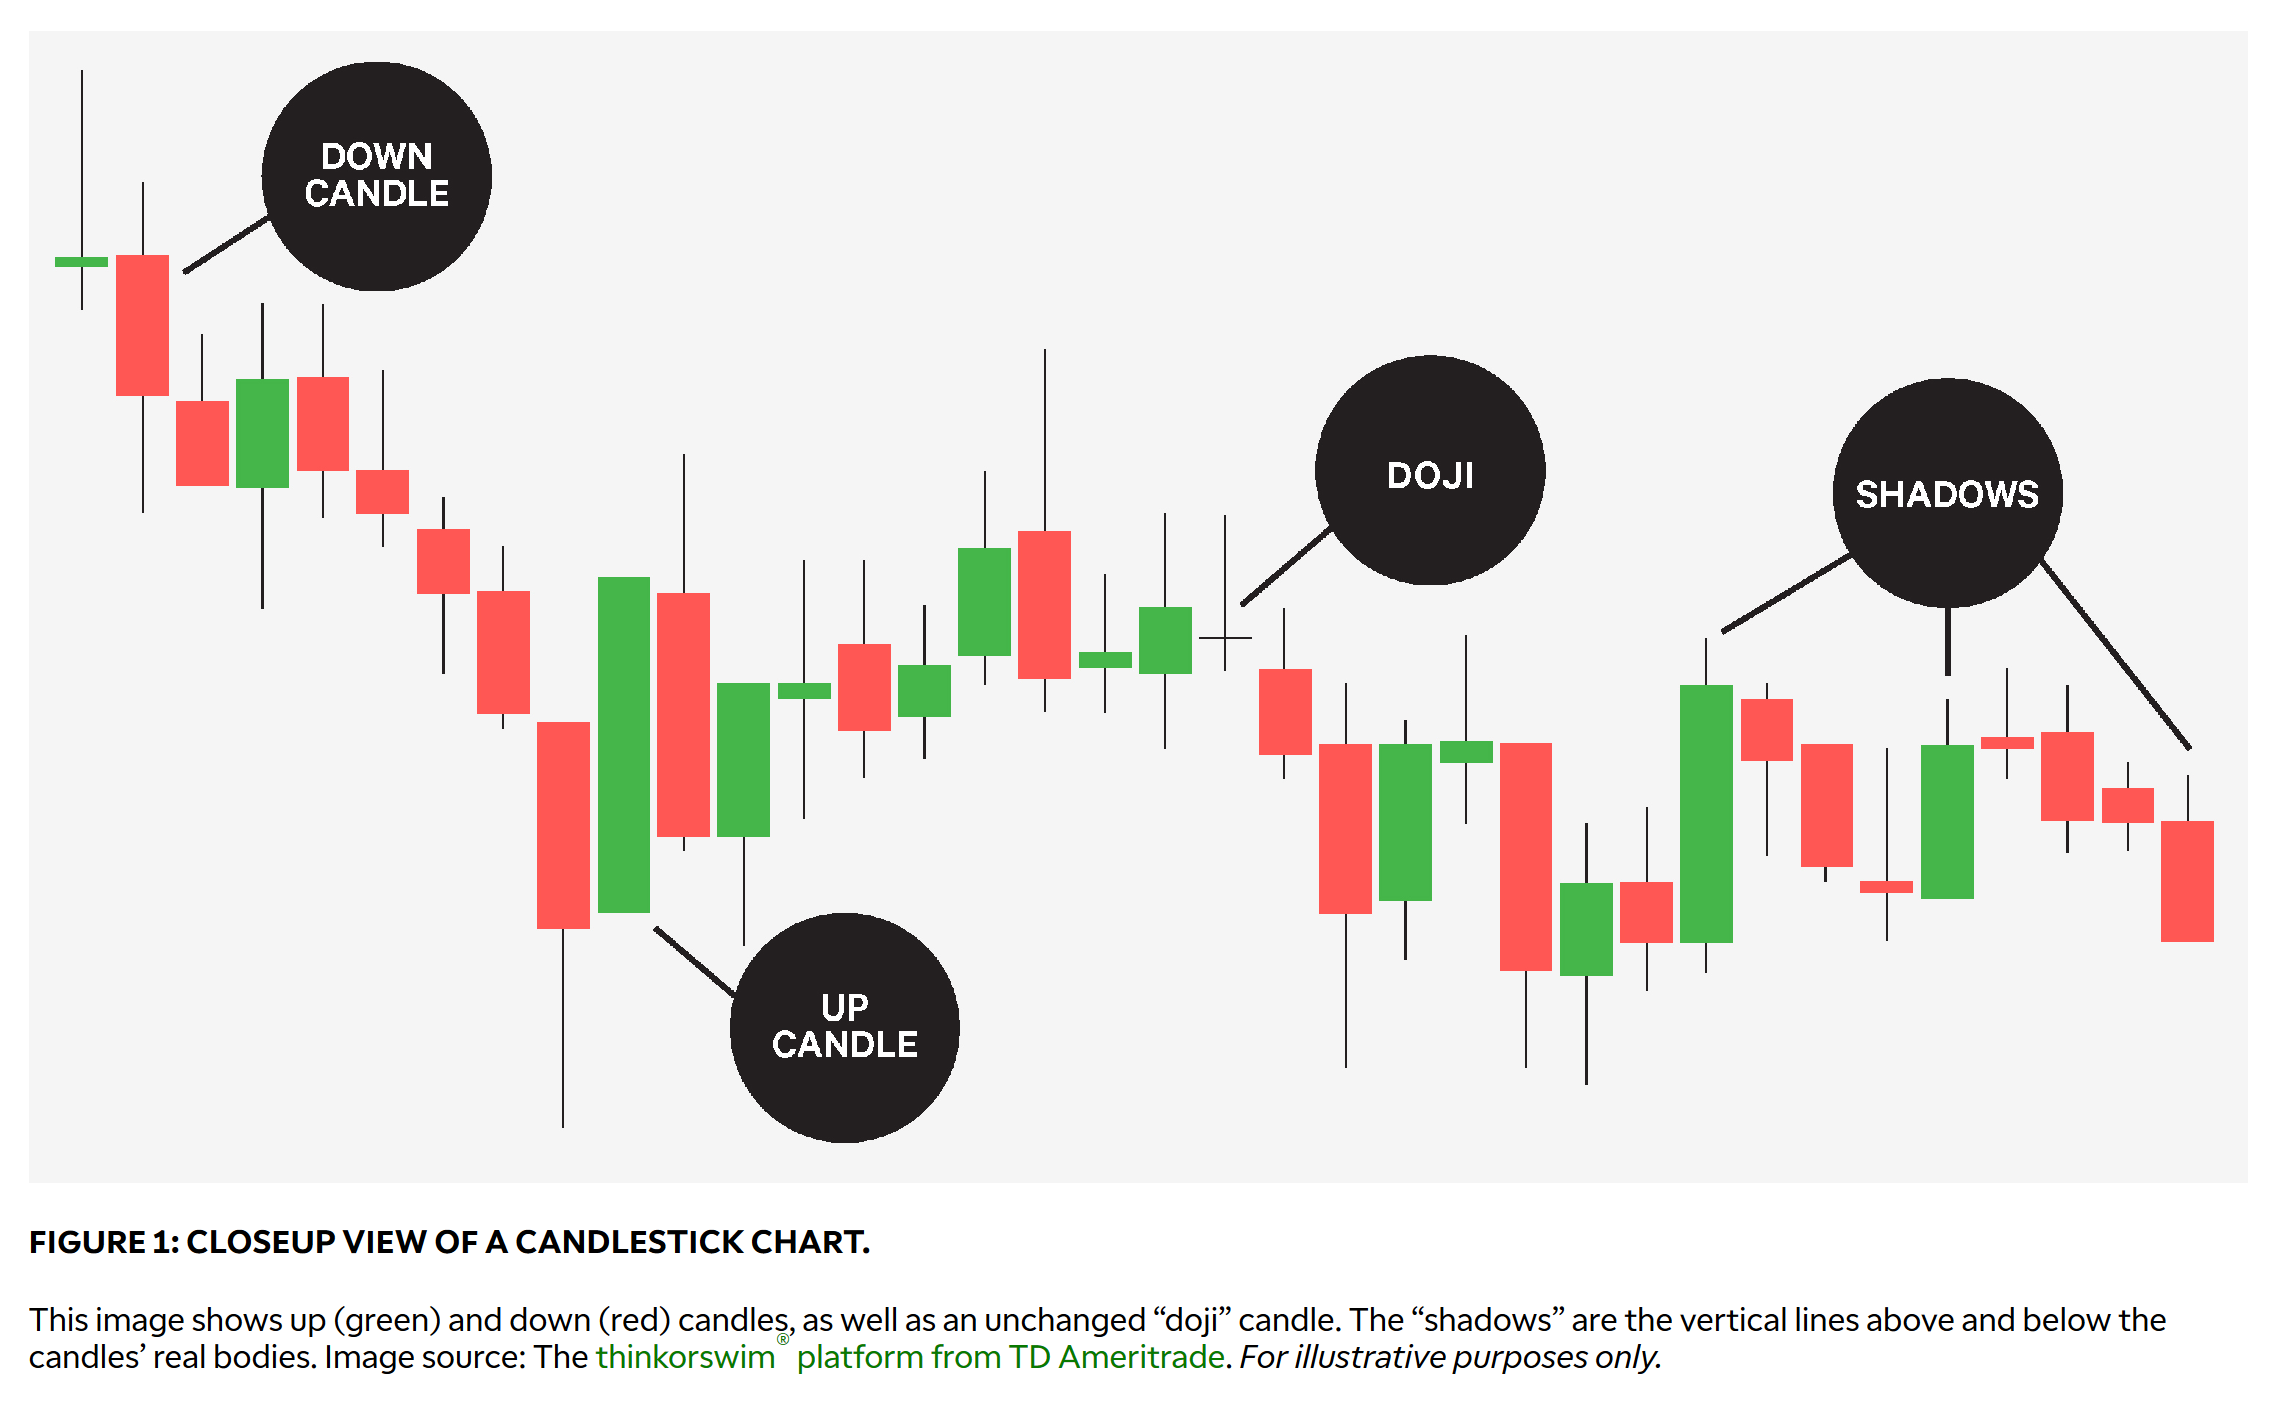 DOWN
CANDLE
DOJI
SHADOWS
UP
CANDLE
FIGURE 1: CLOSEUP VIEW OF A CANDLESTICK CHART.
This image shows up (green) and down (red) candles, as well as an unchanged “doji” candle. The “shadows” are the vertical lines above and below the
candles’ real bodies. Image source: The thinkorswim® platform from TD Ameritrade. For illustrative purposes only.